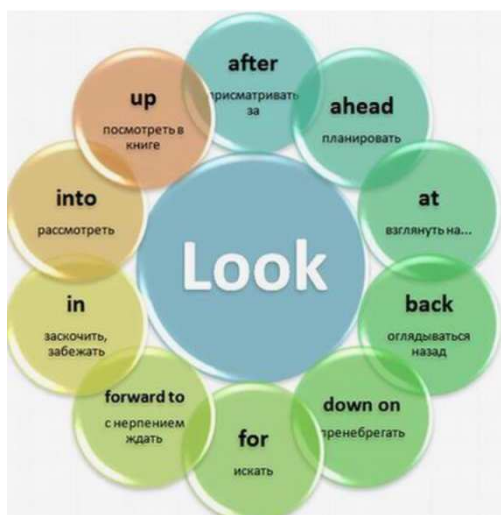 after
присматривать
за
ahead
планировать
at
взглянуть на...
back
оглядываться
назад
down on
пренебрегать
for
искать
forward to
с нерпением
ждать
in
заскочить,
забежать
into
рассмотреть
up
посмотреть в
книге
Look